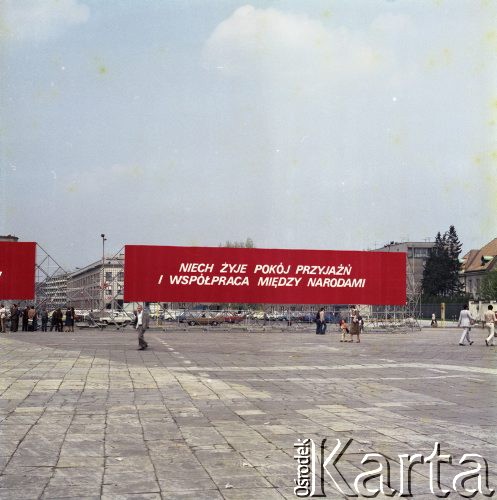 NIECH ŻYJE POKÓJ PRZYJAŹŃ
I WSPÓŁPRACA MIĘDZY NARODAMI
Ośrodek
Karta